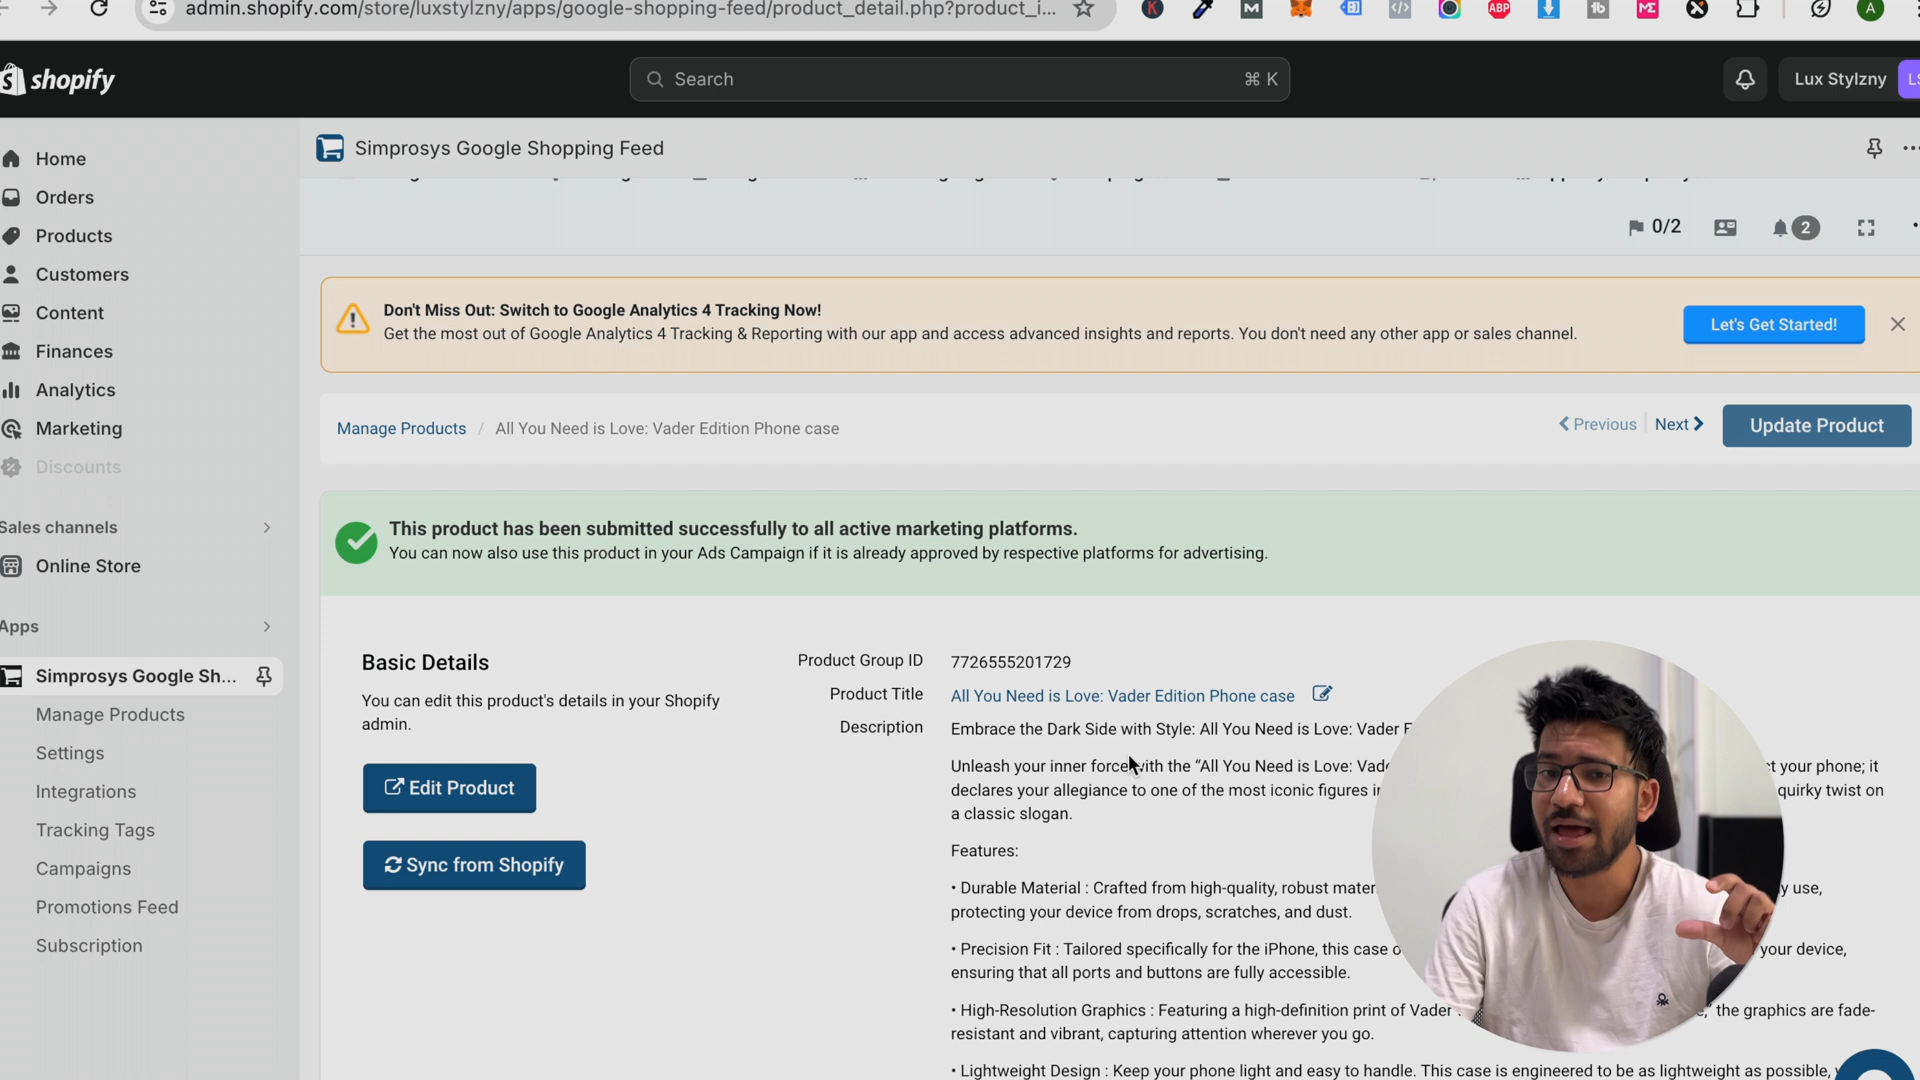 admin.shopify.com/store/luxstylzny/apps/google-shopping-feed/product_detail.php?product_i...
shopify
Search
⌘ K
Lux Stylzny
LS
Home
Orders
Products
Customers
Content
Finances
Analytics
Marketing
Discounts
Sales channels
Online Store
Apps
Simprosys Google Sh...
Manage Products
Settings
Integrations
Tracking Tags
Campaigns
Promotions Feed
Subscription
Simprosys Google Shopping Feed
0/2
2
Don't Miss Out: Switch to Google Analytics 4 Tracking Now!
Get the most out of Google Analytics 4 Tracking & Reporting with our app and access advanced insights and reports. You don't need any other app or sales channel.
Let's Get Started!
Manage Products / All You Need is Love: Vader Edition Phone case
Previous
Next
Update Product
This product has been submitted successfully to all active marketing platforms.
You can now also use this product in your Ads Campaign if it is already approved by respective platforms for advertising.
Basic Details
You can edit this product's details in your Shopify
admin.
Edit Product
Sync from Shopify
Product Group ID 7726555201729
Product Title All You Need is Love: Vader Edition Phone case
Description Embrace the Dark Side with Style: All You Need is Love: Vader
Unleash your inner force with the “All You Need is Love: t your phone; it
declares your allegiance to one of the most iconic figures quirky twist on
a classic slogan.
Features:
• Durable Material : Crafted from high-quality, robust y use,
protecting your device from drops, scratches, and dust.
• Precision Fit : Tailored specifically for the iPhone, this case your device,
ensuring that all ports and buttons are fully accessible.
• High-Resolution Graphics : Featuring a high-definition print of Vader the graphics are fade-
resistant and vibrant, capturing attention wherever you go.
• Lightweight Design : Keep your phone light and easy to handle. This case is engineered to be as lightweight as possible,